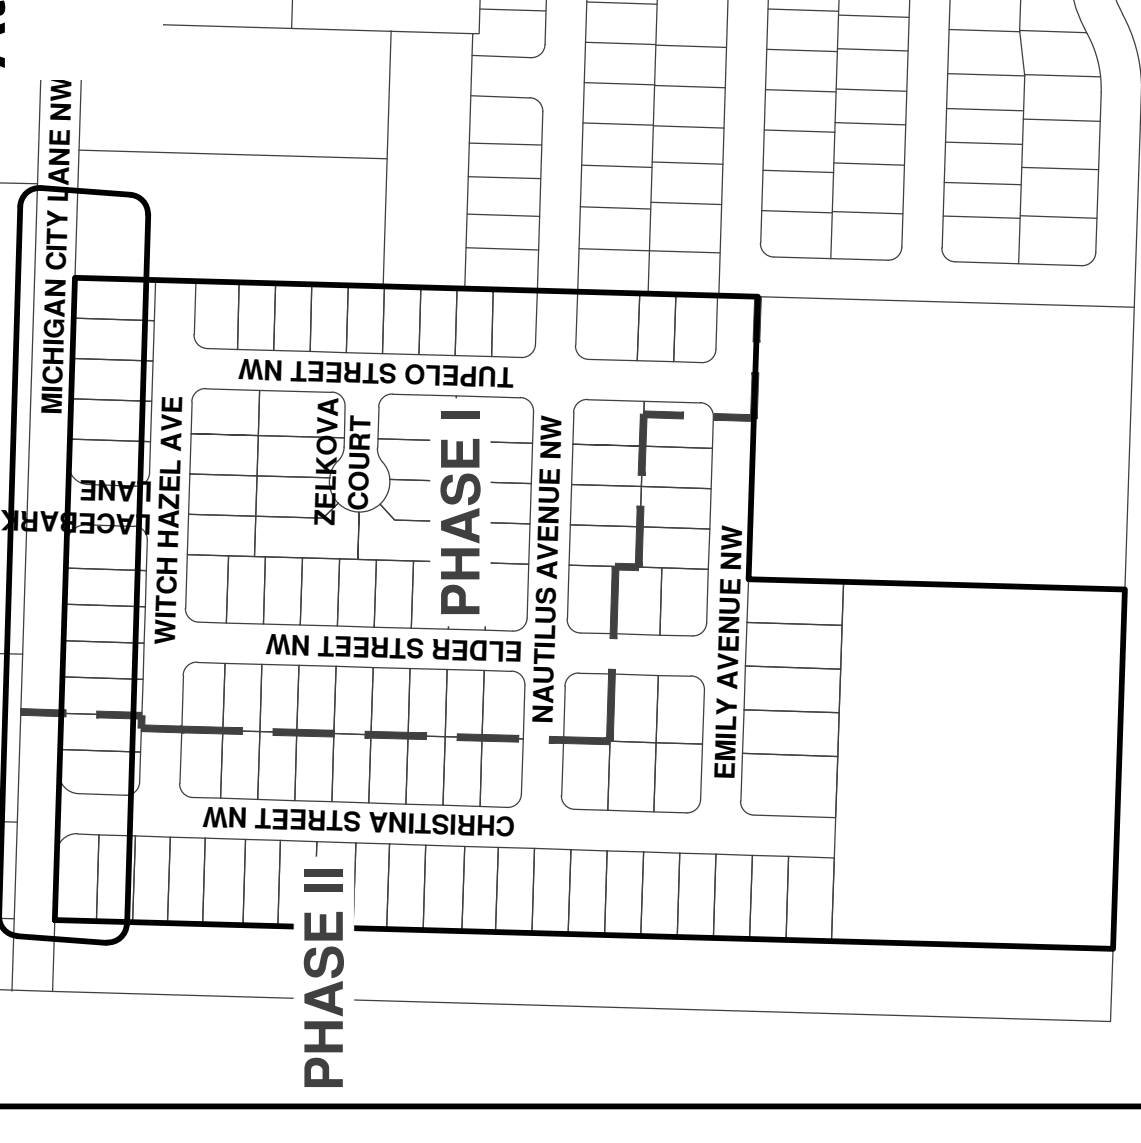 MICHIGAN CITY LANE NW
TUPELO STREET NW
ZELKOVA
COURT
WITCH HAZEL AVE
LACEBARK
LANE
PHASE I
NAUTILUS AVENUE NW
ELDER STREET NW
EMILY AVENUE NW
CHRISTINA STREET NW
PHASE II